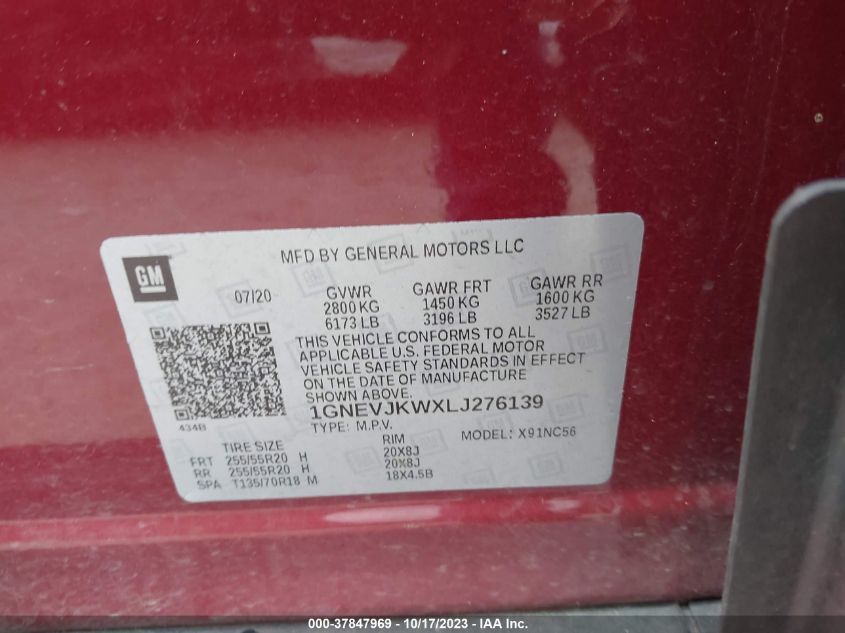 MFD BY GENERAL MOTORS LLC
GM
07/20 GVWR GAWR FRT GAWR RR
2800 KG 1450 KG 1600 KG
6173 LB 3196 LB 3527 LB
THIS VEHICLE CONFORMS TO ALL
APPLICABLE U.S. FEDERAL MOTOR
VEHICLE SAFETY STANDARDS IN EFFECT
ON THE DATE OF MANUFACTURE
SHOWN ABOVE.
1GNEVJKWXLJ276139
434B
TYPE: M.P.V. MODEL: X91NC56
TIRE SIZE RIM
FRT 255/55R20 H 20X8J
RR 255/55R20 H 20X8J
SPA T135/70R18 M 18X4.5B
000-37847969 | 10/17/2023 - IAA Inc.